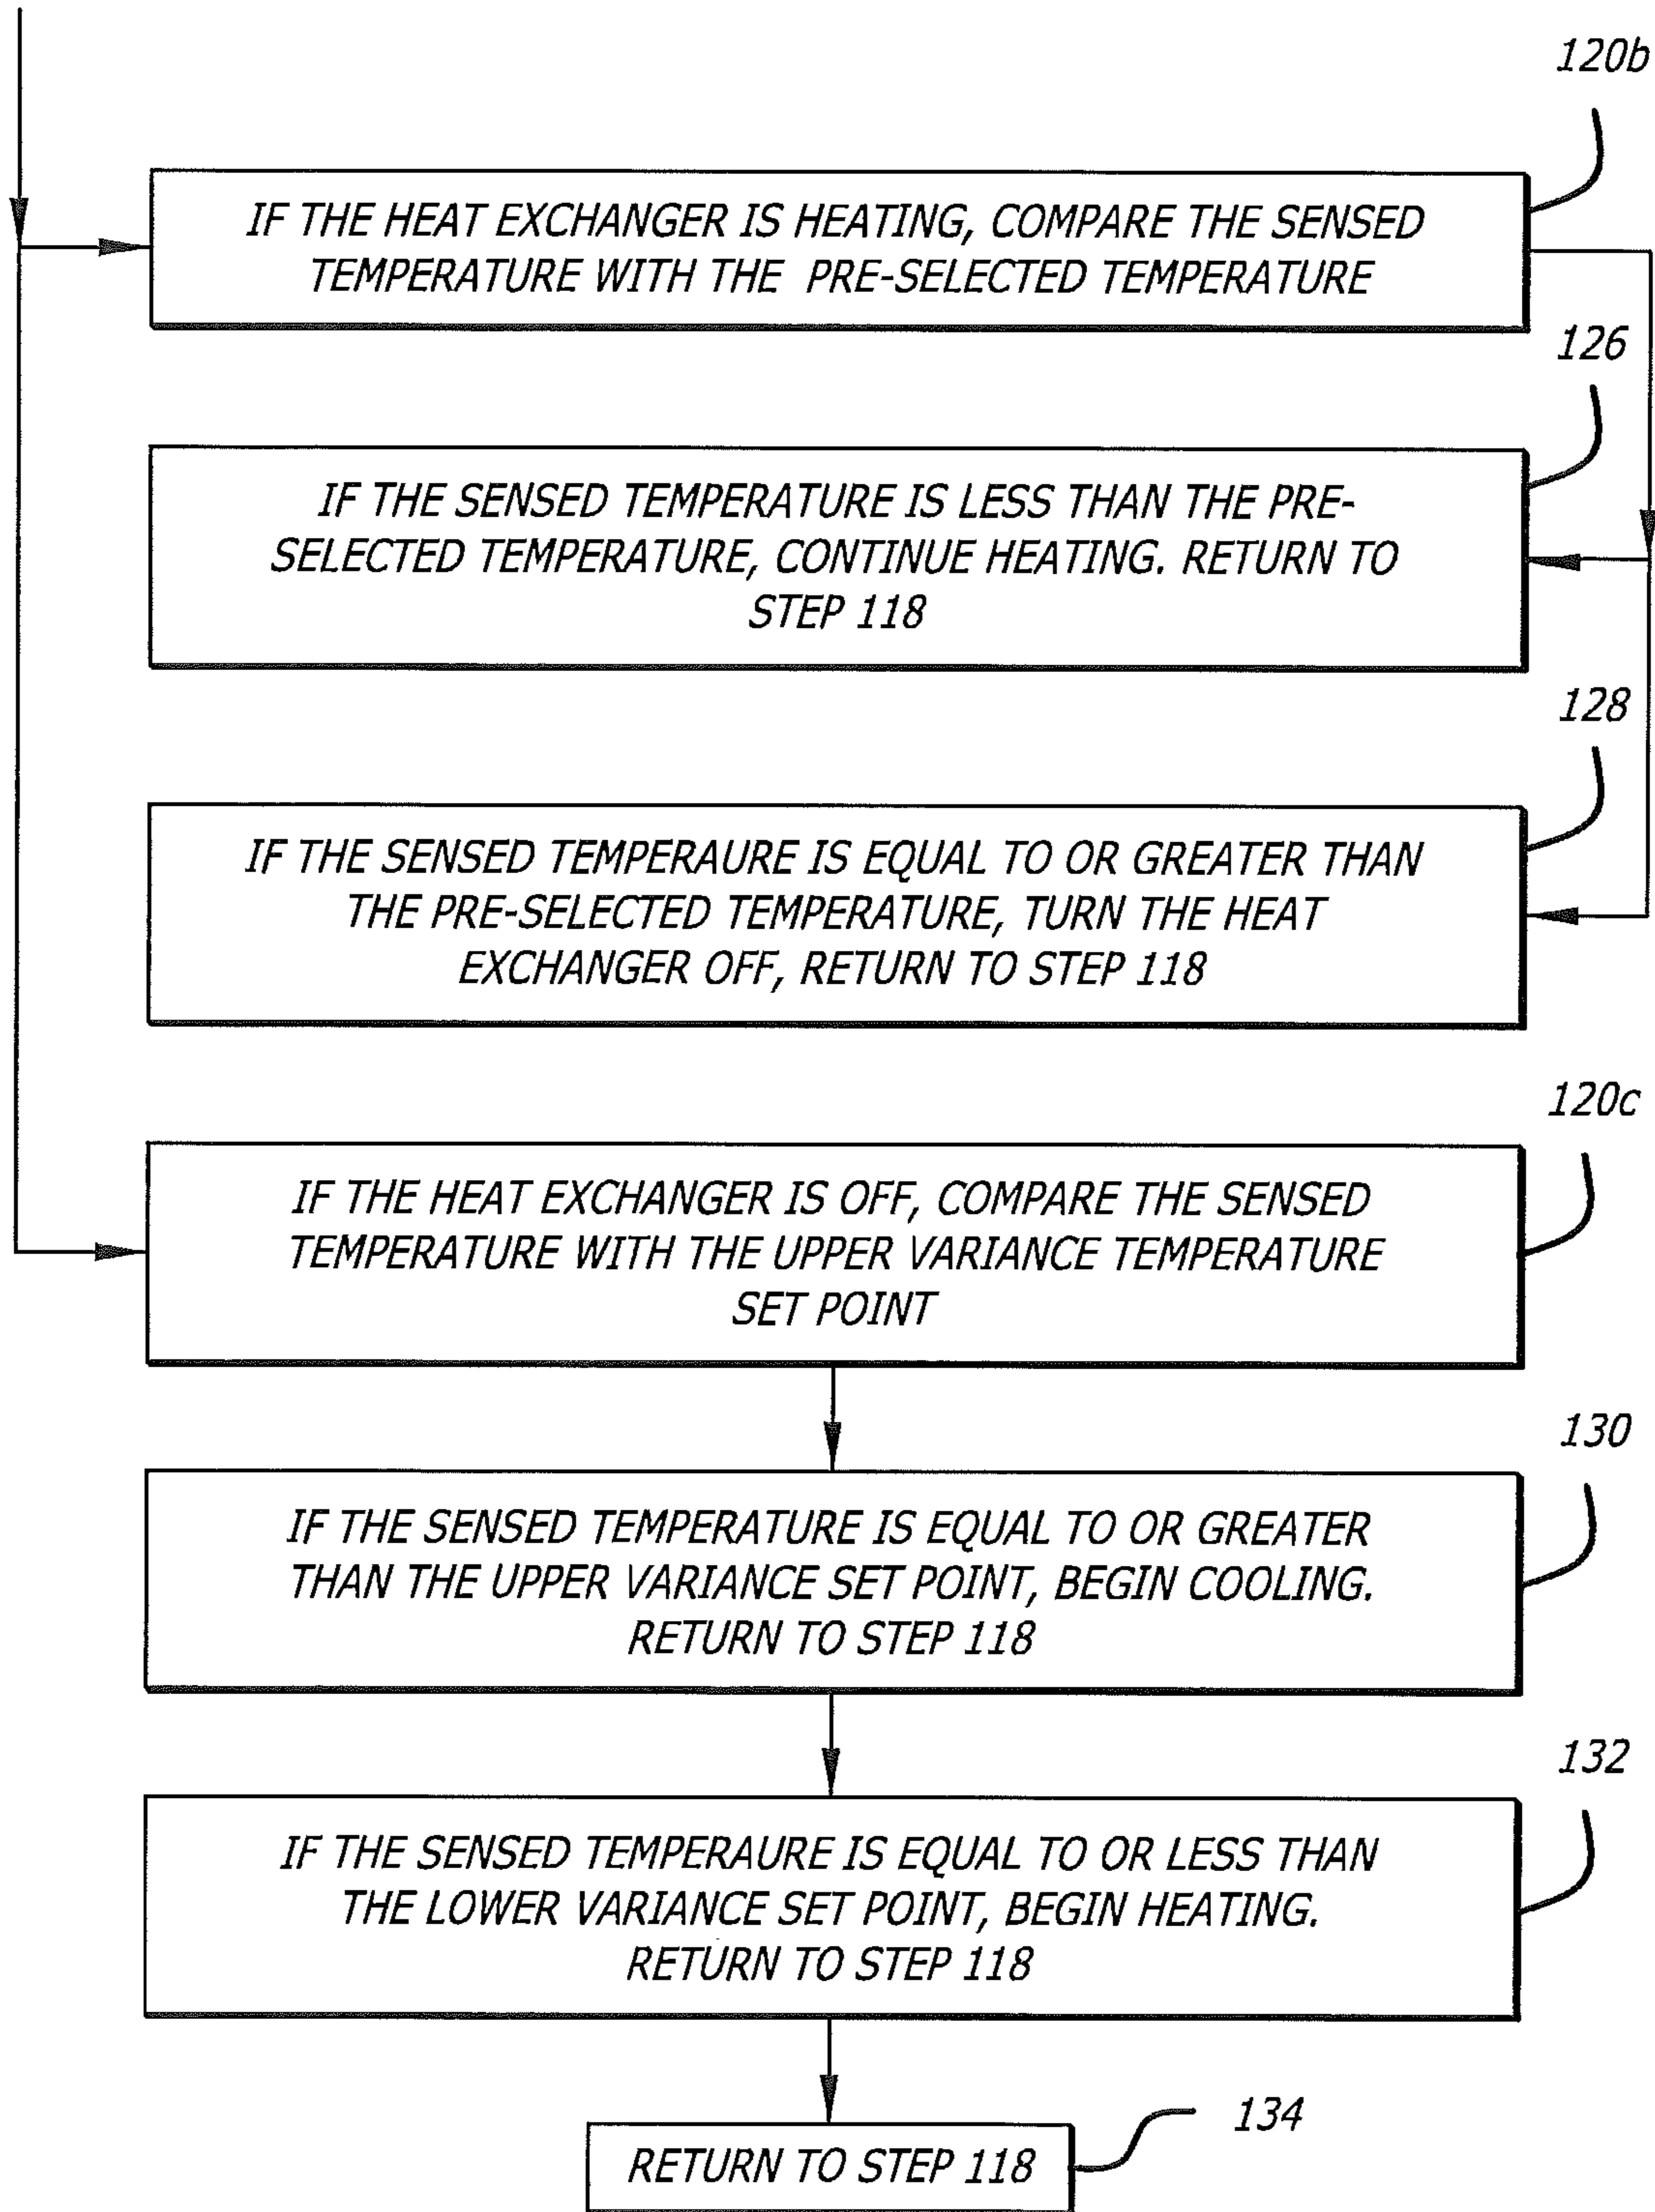 120b
IF THE HEAT EXCHANGER IS HEATING, COMPARE THE SENSED
TEMPERATURE WITH THE PRE-SELECTED TEMPERATURE
126
IF THE SENSED TEMPERATURE IS LESS THAN THE PRE-
SELECTED TEMPERATURE, CONTINUE HEATING. RETURN TO
STEP 118
128
IF THE SENSED TEMPERAURE IS EQUAL TO OR GREATER THAN
THE PRE-SELECTED TEMPERATURE, TURN THE HEAT
EXCHANGER OFF, RETURN TO STEP 118
120c
IF THE HEAT EXCHANGER IS OFF, COMPARE THE SENSED
TEMPERATURE WITH THE UPPER VARIANCE TEMPERATURE
SET POINT
130
IF THE SENSED TEMPERATURE IS EQUAL TO OR GREATER
THAN THE UPPER VARIANCE SET POINT, BEGIN COOLING.
RETURN TO STEP 118
132
IF THE SENSED TEMPERAURE IS EQUAL TO OR LESS THAN
THE LOWER VARIANCE SET POINT, BEGIN HEATING.
RETURN TO STEP 118
134
RETURN TO STEP 118